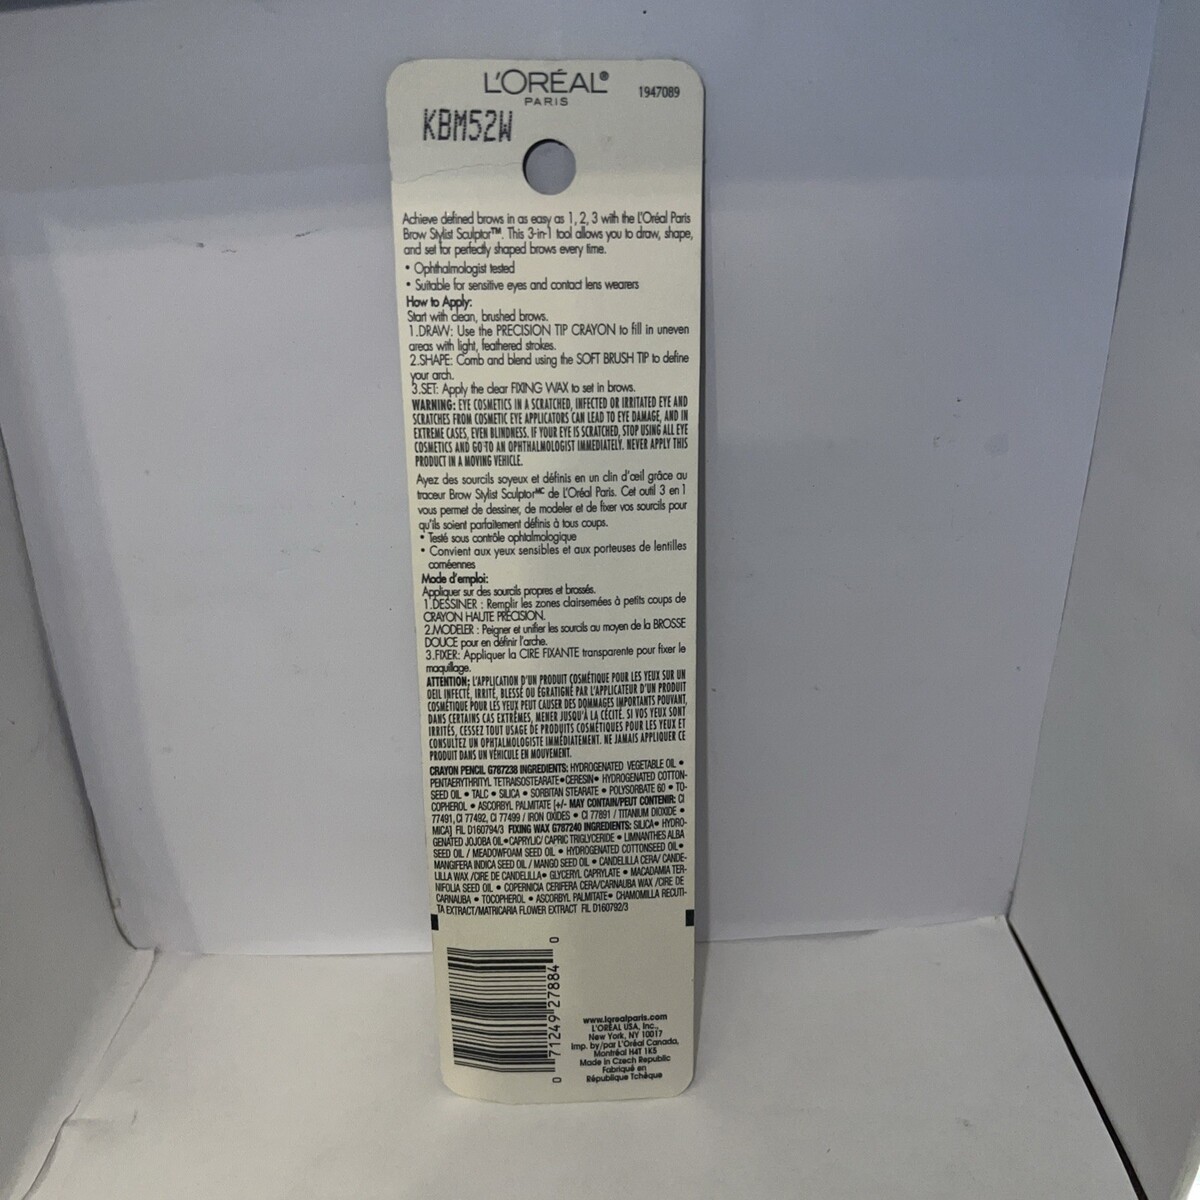 L'ORÉAL®
PARIS
1947089
KBM52W
Achieve defined brows in as easy as 1, 2, 3 with the L'Oréal Paris
Brow Stylist Sculptor™. This 3-in-1 tool allows you to draw, shape,
and set for perfectly shaped brows every time.
• Ophthalmologist tested
• Suitable for sensitive eyes and contact lens wearers
How to Apply:
Start with clean, brushed brows.
1.DRAW: Use the PRECISION TIP CRAYON to fill in uneven
areas with light, feathered strokes.
2.SHAPE: Comb and blend using the SOFT BRUSH TIP to define
your arch.
3.SET: Apply the clear FIXING WAX to set in brows.
WARNING: EYE COSMETICS IN A SCRATCHED, INFECTED OR IRRITATED EYE AND
SCRATCHES FROM COSMETIC EYE APPLICATORS CAN LEAD TO EYE DAMAGE, AND IN
EXTREME CASES, EVEN BLINDNESS. IF YOUR EYE IS SCRATCHED, STOP USING ALL EYE
COSMETICS AND GO TO AN OPHTHALMOLOGIST IMMEDIATELY. NEVER APPLY THIS
PRODUCT IN A MOVING VEHICLE.
Ayez des sourcils soyeux et définis en un clin d'œil grâce au
traceur Brow Stylist Sculptorᴹᶜ de L'Oréal Paris. Cet outil 3 en 1
vous permet de dessiner, de modeler et de fixer vos sourcils pour
qu'ils soient parfaitement définis à tous coups.
• Testé sous contrôle ophtalmologique
• Convient aux yeux sensibles et aux porteuses de lentilles
cornéennes
Mode d'emploi:
Appliquer sur des sourcils propres et brossés.
1.DESSINER : Remplir les zones clairsemées à petits coups de
CRAYON HAUTE PRÉCISION.
2.MODELER : Peigner et unifier les sourcils au moyen de la BROSSE
DOUCE pour en définir l'arche.
3.FIXER: Appliquer la CIRE FIXANTE transparente pour fixer le
maquillage.
ATTENTION: L'APPLICATION D'UN PRODUIT COSMÉTIQUE POUR LES YEUX SUR UN
OEIL INFECTÉ, IRRITÉ, BLESSÉ OU ÉGRATIGNÉ PAR L'APPLICATEUR D'UN PRODUIT
COSMÉTIQUE POUR LES YEUX PEUT CAUSER DES DOMMAGES IMPORTANTS POUVANT,
DANS CERTAINS CAS EXTRÊMES, MENER JUSQU'À LA CÉCITÉ. SI VOS YEUX SONT
IRRITÉS, CESSEZ TOUT USAGE DE PRODUITS COSMÉTIQUES POUR LES YEUX ET
CONSULTEZ UN OPHTALMOLOGISTE IMMÉDIATEMENT. NE JAMAIS APPLIQUER CE
PRODUIT DANS UN VÉHICULE EN MOUVEMENT.
CRAYON PENCIL G787238 INGREDIENTS: HYDROGENATED VEGETABLE OIL •
PENTAERYTHRITYL TETRAISOSTEARATE•CERESIN• HYDROGENATED COTTON-
SEED OIL • TALC • SILICA • SORBITAN STEARATE • POLYSORBATE 60 • TO-
COPHEROL • ASCORBYL PALMITATE [+/- MAY CONTAIN/PEUT CONTENIR: CI
77491,CI 77492, CI 77499 / IRON OXIDES • CI 77891 / TITANIUM DIOXIDE •
MICA] FIL D160794/3 FIXING WAX G787240 INGREDIENTS: SILICA• HYDRO-
GENATED JOJOBA OIL•CAPRYLIC/ CAPRIC TRIGLYCERIDE • LIMNANTHES ALBA
SEED OIL / MEADOWFOAM SEED OIL • HYDROGENATED COTTONSEED OIL•
MANGIFERA INDICA SEED OIL / MANGO SEED OIL • CANDELILLA CERA/ CANDE-
LILLA WAX /CIRE DE CANDELILLA• GLYCERYL CAPRYLATE • MACADAMIA TER-
NIFOLIA SEED OIL • COPERNICIA CERIFERA CERA/CARNAUBA WAX /CIRE DE
CARNAUBA • TOCOPHEROL • ASCORBYL PALMITATE• CHAMOMILLA RECUTI-
TA EXTRACT/MATRICARIA FLOWER EXTRACT FIL D160792/3
0 71249 27884 0
www.lorealparis.com
L'ORÉAL USA, Inc.,
New York, NY 10017
Imp. by/par L'Oréal Canada,
Montréal H4T 1K5
Made in Czech Republic
Fabriqué en
République Tchèque